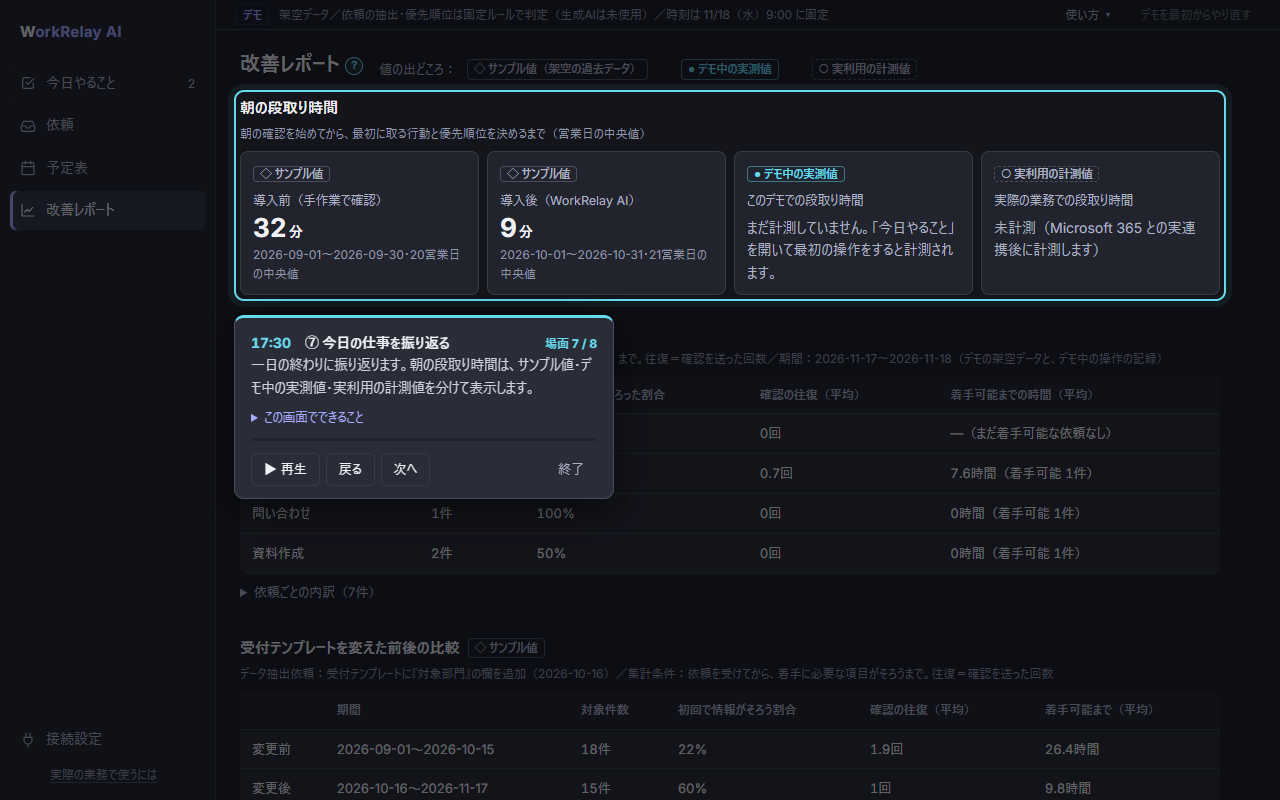 WorkRelay AI
今日やること 2
依頼
予定表
改善レポート
接続設定
実際の業務で使うには
デモ 架空データ／依頼の抽出・優先順位は固定ルールで判定（生成AIは未使用）／時刻は 11/18（水）9:00 に固定 使い方 ▼ デモを最初からやり直す
改善レポート ? 値の出どころ： ◇ サンプル値（架空の過去データ） ● デモ中の実測値 ○ 実利用の計測値
朝の段取り時間
朝の確認を始めてから、最初に取る行動と優先順位を決めるまで（営業日の中央値）
◇ サンプル値
導入前（手作業で確認）
32分
2026-09-01〜2026-09-30・20営業日
の中央値
◇ サンプル値
導入後（WorkRelay AI）
9分
2026-10-01〜2026-10-31・21営業日の
中央値
● デモ中の実測値
このデモでの段取り時間
まだ計測していません。「今日やること」
を開いて最初の操作をすると計測され
ます。
○ 実利用の計測値
実際の業務での段取り時間
未計測（Microsoft 365 との実連
携後に計測します）
17:30 ⑦ 今日の仕事を振り返る 場面 7 / 8
一日の終わりに振り返ります。朝の段取り時間は、サンプル値・デ
モ中の実測値・実利用の計測値を分けて表示します。
▶ この画面でできること
▶ 再生 戻る 次へ 終了
まで。往復＝確認を送った回数／期間：2026-11-17〜2026-11-18（デモの架空データと、デモ中の操作の記録）
ろった割合 確認の往復（平均） 着手可能までの時間（平均）
0回 —（まだ着手可能な依頼なし）
0.7回 7.6時間（着手可能 1件）
問い合わせ 1件 100% 0回 0時間（着手可能 1件）
資料作成 2件 50% 0回 0時間（着手可能 1件）
▶ 依頼ごとの内訳（7件）
受付テンプレートを変えた前後の比較 ◇ サンプル値
データ抽出依頼：受付テンプレートに『対象部門』の欄を追加（2026-10-16）／集計条件：依頼を受けてから、着手に必要な項目がそろうまで。往復＝確認を送った回数
期間 対象件数 初回で情報がそろう割合 確認の往復（平均） 着手可能まで（平均）
変更前 2026-09-01〜2026-10-15 18件 22% 1.9回 26.4時間
変更後 2026-10-16〜2026-11-17 15件 60% 1回 9.8時間